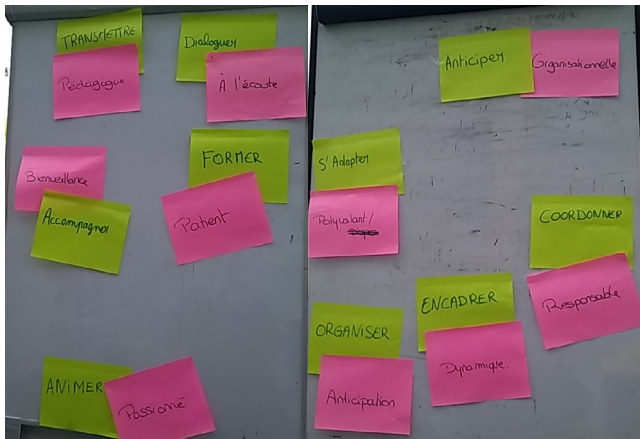 TRANSMETTRE
Pédagogue
Dialoguer
À l'écoute
Bienveillance
Accompagner
FORMER
Patient
ANIMER
Passionné
Anticiper
Organisationnelle
S'Adapter
Polyvalant/
COORDONNER
Responsable
ENCADRER
Dynamique.
ORGANISER
Anticipation